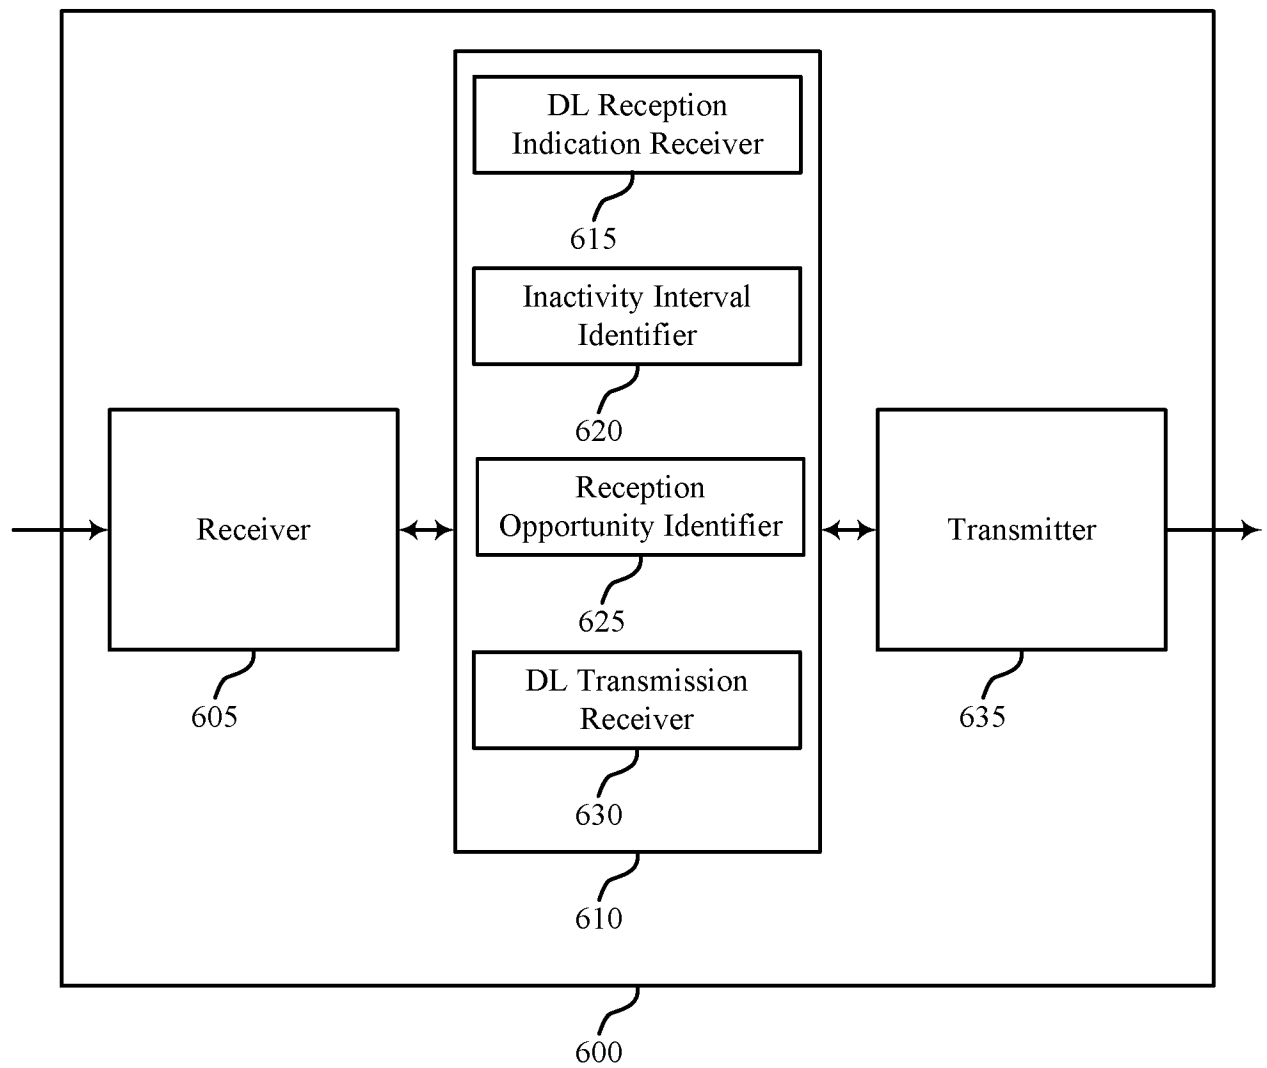 DL Reception
Indication Receiver
615
Inactivity Interval
Identifier
620
Reception
Opportunity Identifier
625
DL Transmission
Receiver
630
610
Receiver
605
Transmitter
635
600